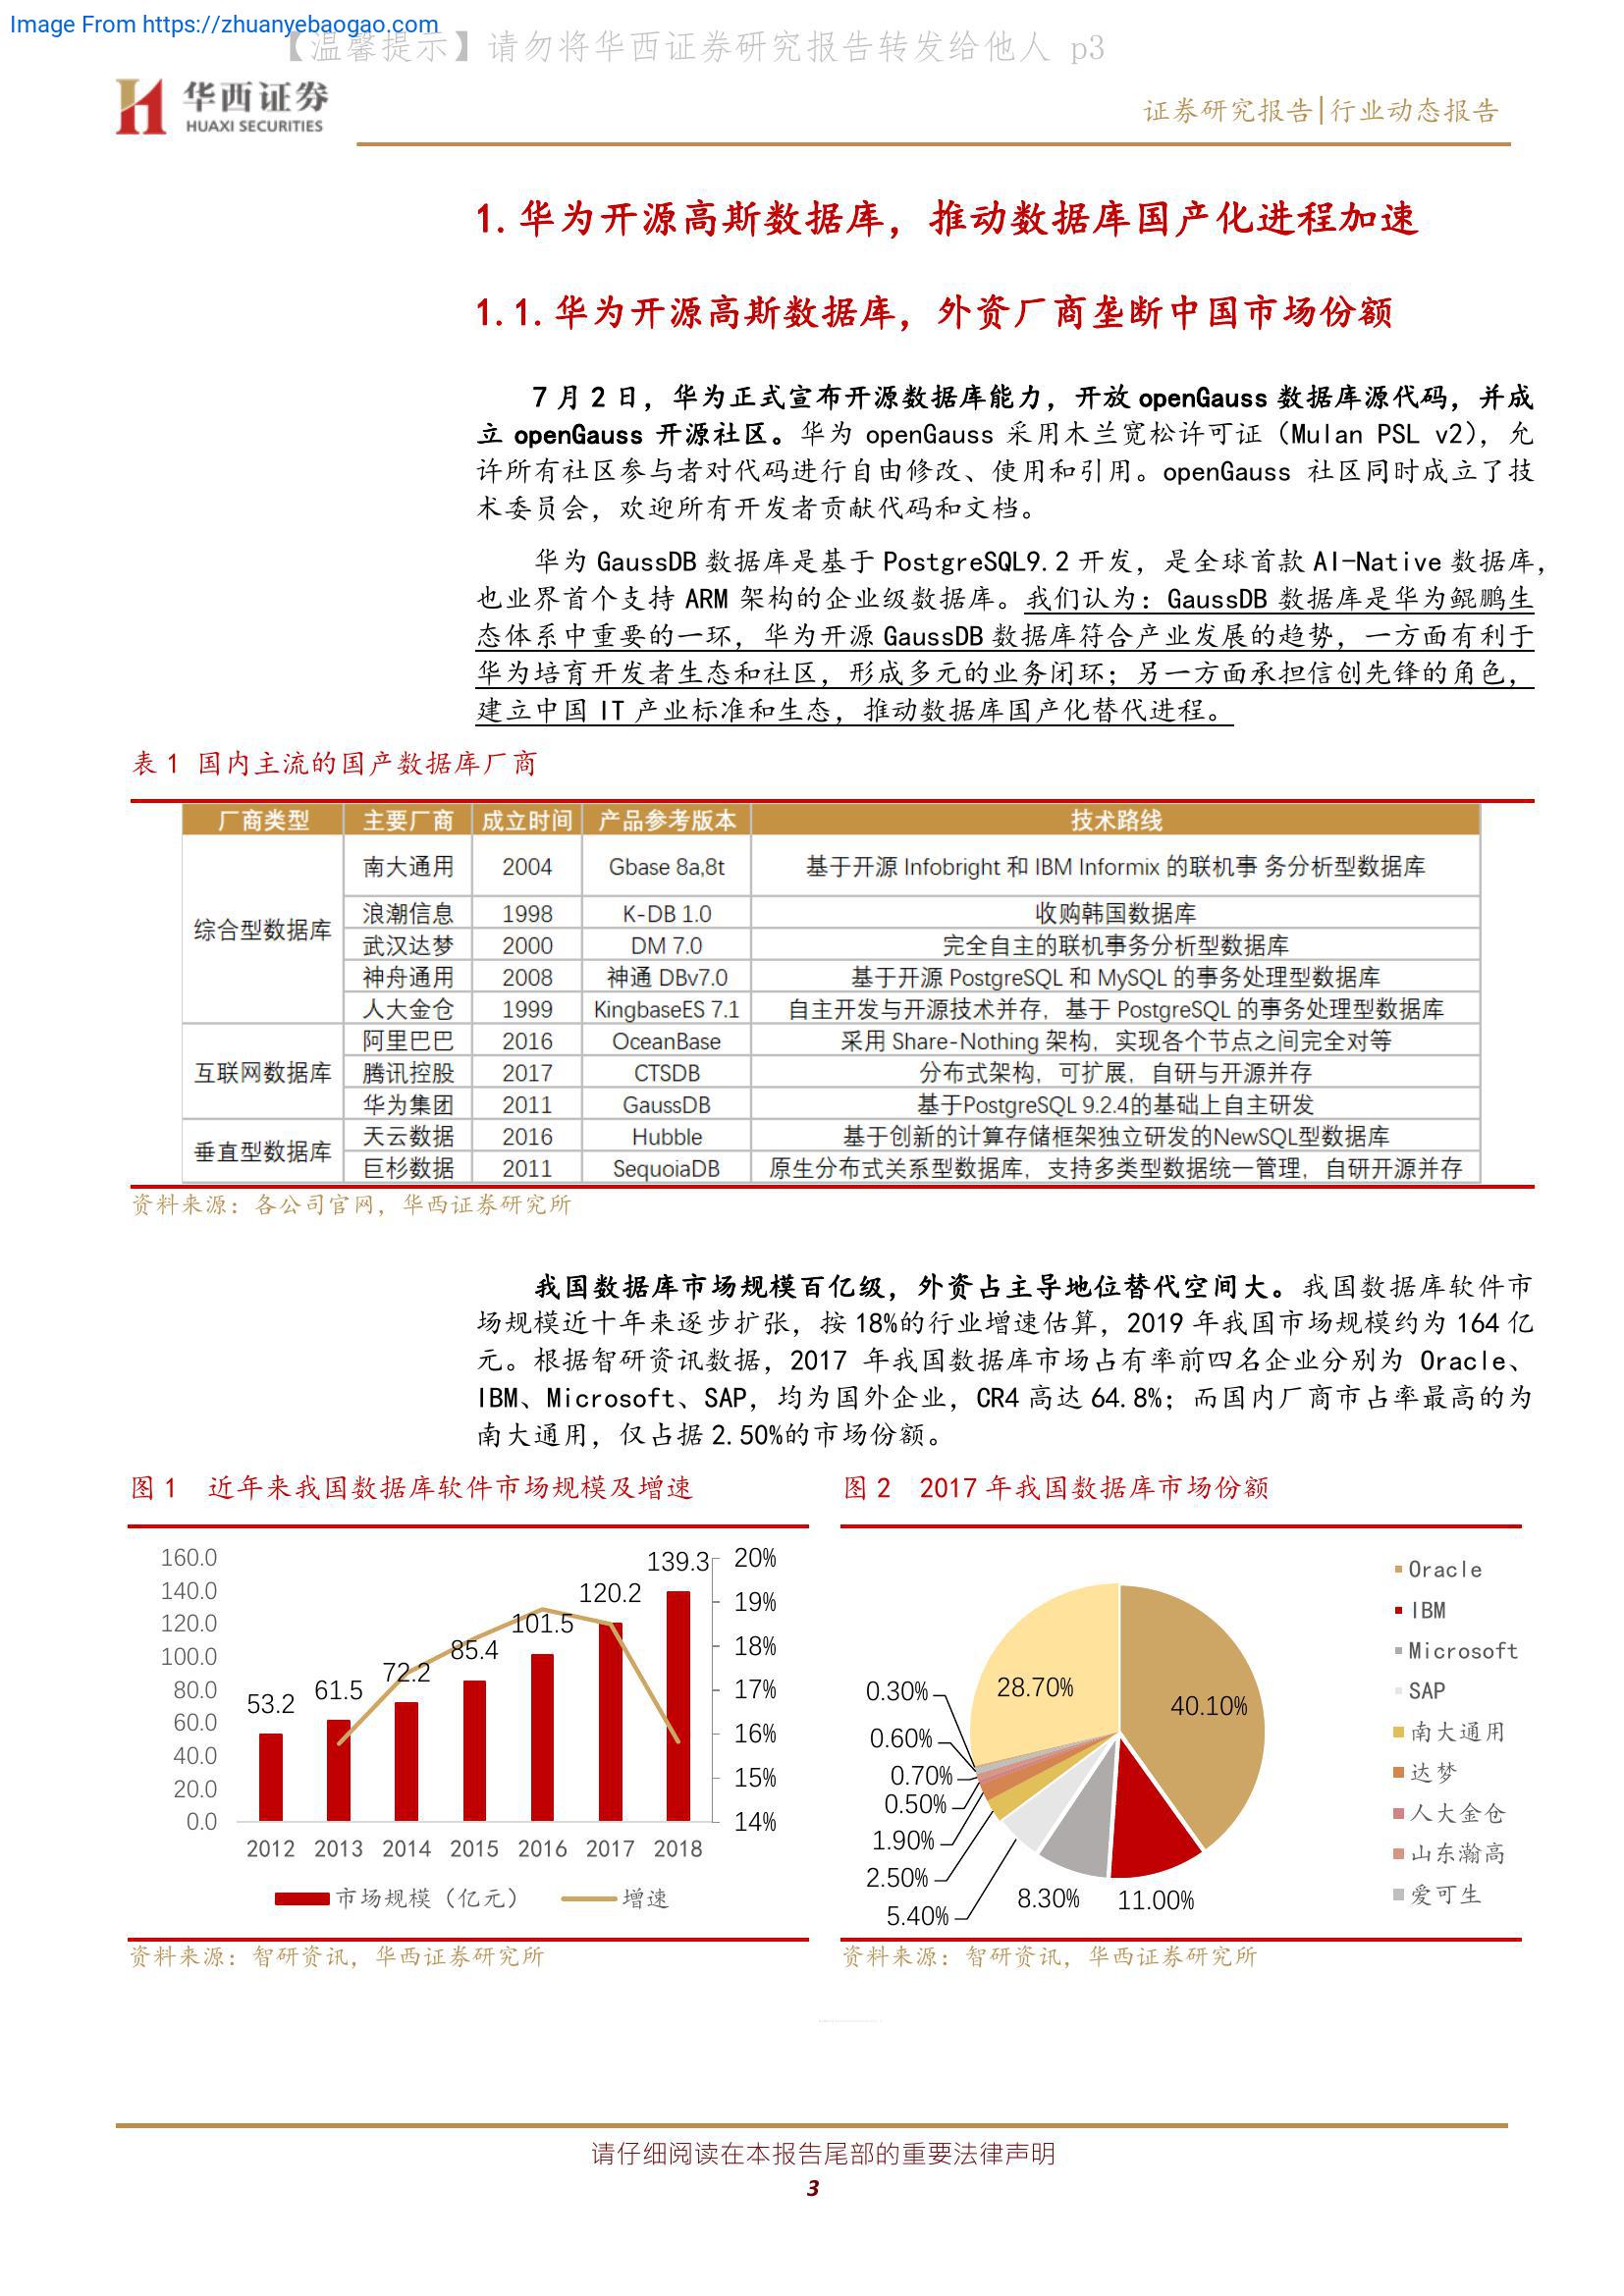 Image From https://zhuanyebaogao.com
【温馨提示】请勿将华西证券研究报告转发给他人 p3
华西证券
HUAXI SECURITIES
证券研究报告|行业动态报告
1.华为开源高斯数据库，推动数据库国产化进程加速
1.1.华为开源高斯数据库，外资厂商垄断中国市场份额
7 月 2 日，华为正式宣布开源数据库能力，开放 openGauss 数据库源代码，并成
立 openGauss 开源社区。华为 openGauss 采用木兰宽松许可证（Mulan PSL v2），允
许所有社区参与者对代码进行自由修改、使用和引用。openGauss 社区同时成立了技
术委员会，欢迎所有开发者贡献代码和文档。
华为 GaussDB 数据库是基于 PostgreSQL9.2 开发，是全球首款 AI-Native 数据库，
也业界首个支持 ARM 架构的企业级数据库。我们认为：GaussDB 数据库是华为鲲鹏生
态体系中重要的一环，华为开源 GaussDB 数据库符合产业发展的趋势，一方面有利于
华为培育开发者生态和社区，形成多元的业务闭环；另一方面承担信创先锋的角色，
建立中国 IT 产业标准和生态，推动数据库国产化替代进程。
表 1 国内主流的国产数据库厂商
厂商类型 主要厂商 成立时间 产品参考版本 技术路线
综合型数据库 南大通用 2004 Gbase 8a,8t 基于开源 Infobright 和 IBM Informix 的联机事 务分析型数据库
浪潮信息 1998 K-DB 1.0 收购韩国数据库
武汉达梦 2000 DM 7.0 完全自主的联机事务分析型数据库
神舟通用 2008 神通 DBv7.0 基于开源 PostgreSQL 和 MySQL 的事务处理型数据库
人大金仓 1999 KingbaseES 7.1 自主开发与开源技术并存，基于 PostgreSQL 的事务处理型数据库
互联网数据库 阿里巴巴 2016 OceanBase 采用 Share-Nothing 架构，实现各个节点之间完全对等
腾讯控股 2017 CTSDB 分布式架构，可扩展，自研与开源并存
华为集团 2011 GaussDB 基于PostgreSQL 9.2.4的基础上自主研发
垂直型数据库 天云数据 2016 Hubble 基于创新的计算存储框架独立研发的NewSQL型数据库
巨杉数据 2011 SequoiaDB 原生分布式关系型数据库，支持多类型数据统一管理，自研开源并存
资料来源：各公司官网，华西证券研究所
我国数据库市场规模百亿级，外资占主导地位替代空间大。我国数据库软件市
场规模近十年来逐步扩张，按 18%的行业增速估算，2019 年我国市场规模约为 164 亿
元。根据智研资讯数据，2017 年我国数据库市场占有率前四名企业分别为 Oracle、
IBM、Microsoft、SAP，均为国外企业，CR4 高达 64.8%；而国内厂商市占率最高的为
南大通用，仅占据 2.50%的市场份额。
图 1 近年来我国数据库软件市场规模及增速
160.0
140.0
120.0
100.0
80.0
60.0
40.0
20.0
0.0
53.2
61.5
72.2
85.4
101.5
120.2
139.3
20%
19%
18%
17%
16%
15%
14%
2012 2013 2014 2015 2016 2017 2018
市场规模（亿元） 增速
资料来源：智研资讯，华西证券研究所
图 2 2017 年我国数据库市场份额
28.70%
40.10%
0.30%
0.60%
0.70%
0.50%
1.90%
2.50%
5.40%
8.30%
11.00%
Oracle
IBM
Microsoft
SAP
南大通用
达梦
人大金仓
山东瀚高
爱可生
资料来源：智研资讯，华西证券研究所
请仔细阅读在本报告尾部的重要法律声明
3